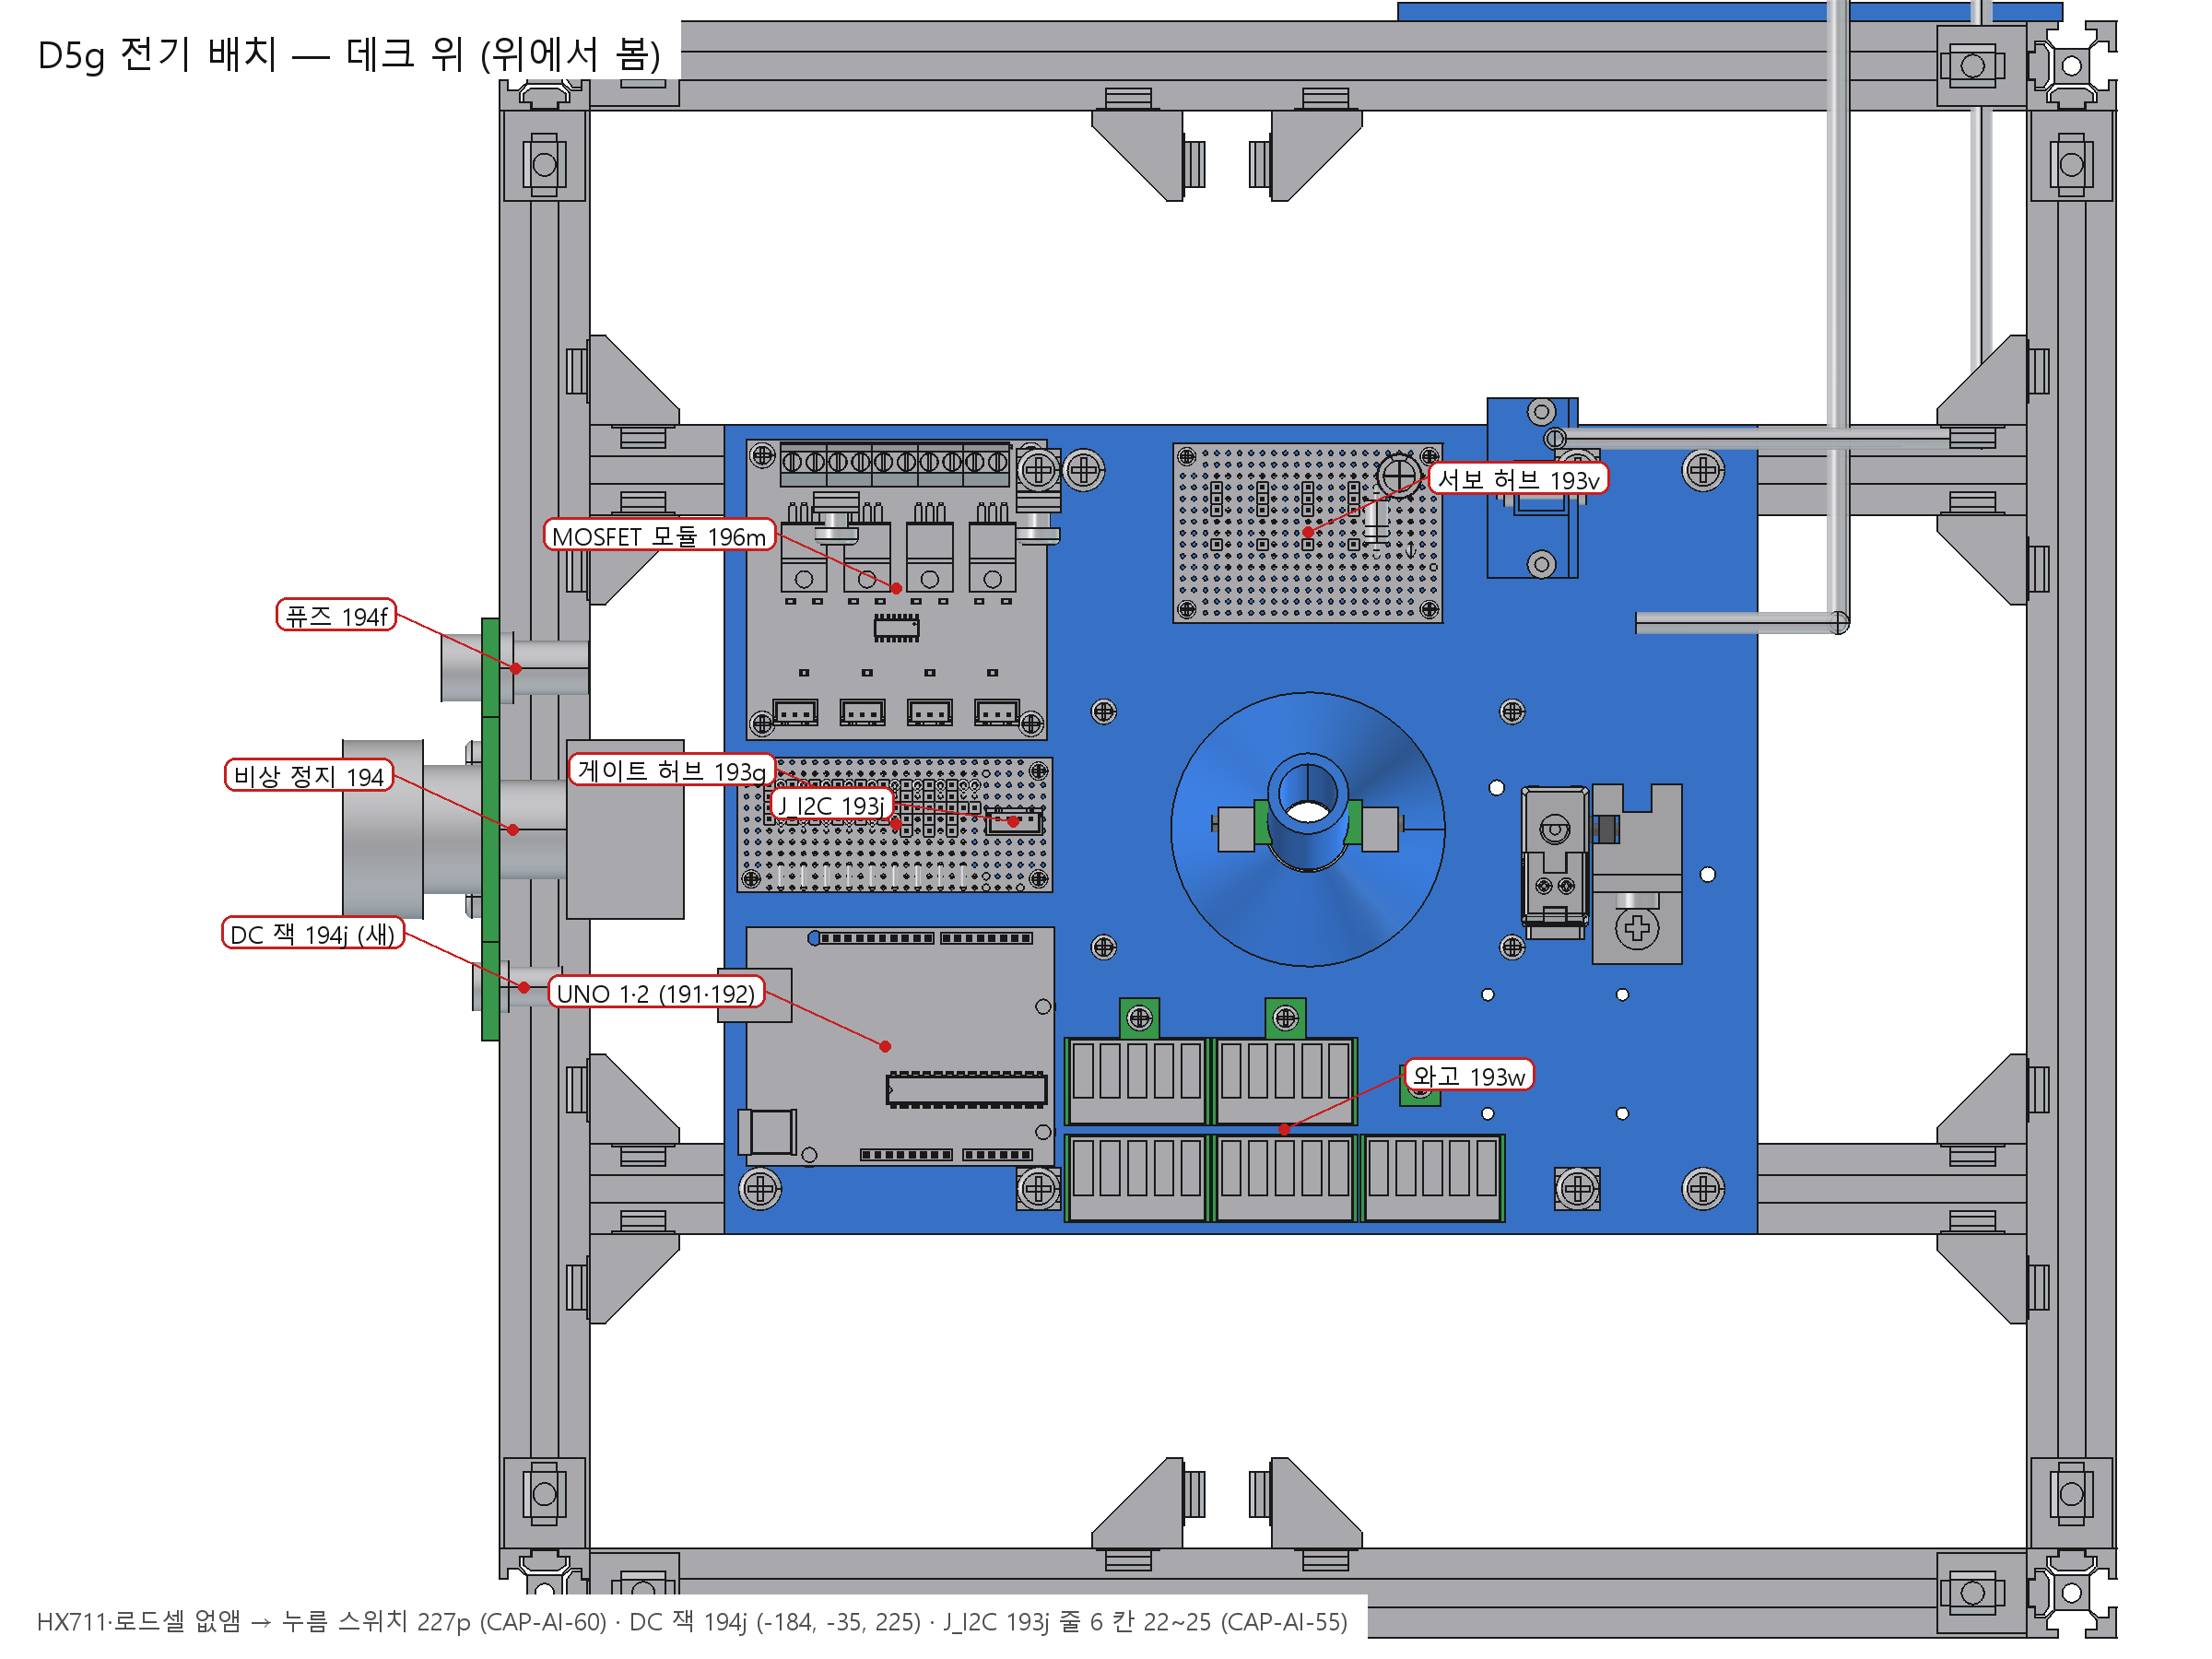 D5g 전기 배치 — 데크 위 (위에서 봄)
서보 허브 193v
MOSFET 모듈 196m
퓨즈 194f
비상 정지 194
게이트 허브 193g
J_I2C 193j
DC 잭 194j (새)
UNO 1·2 (191·192)
와고 193w
HX711·로드셀 없앰 → 누름 스위치 227p (CAP-AI-60) · DC 잭 194j (-184, -35, 225) · J_I2C 193j 줄 6 칸 22~25 (CAP-AI-55)